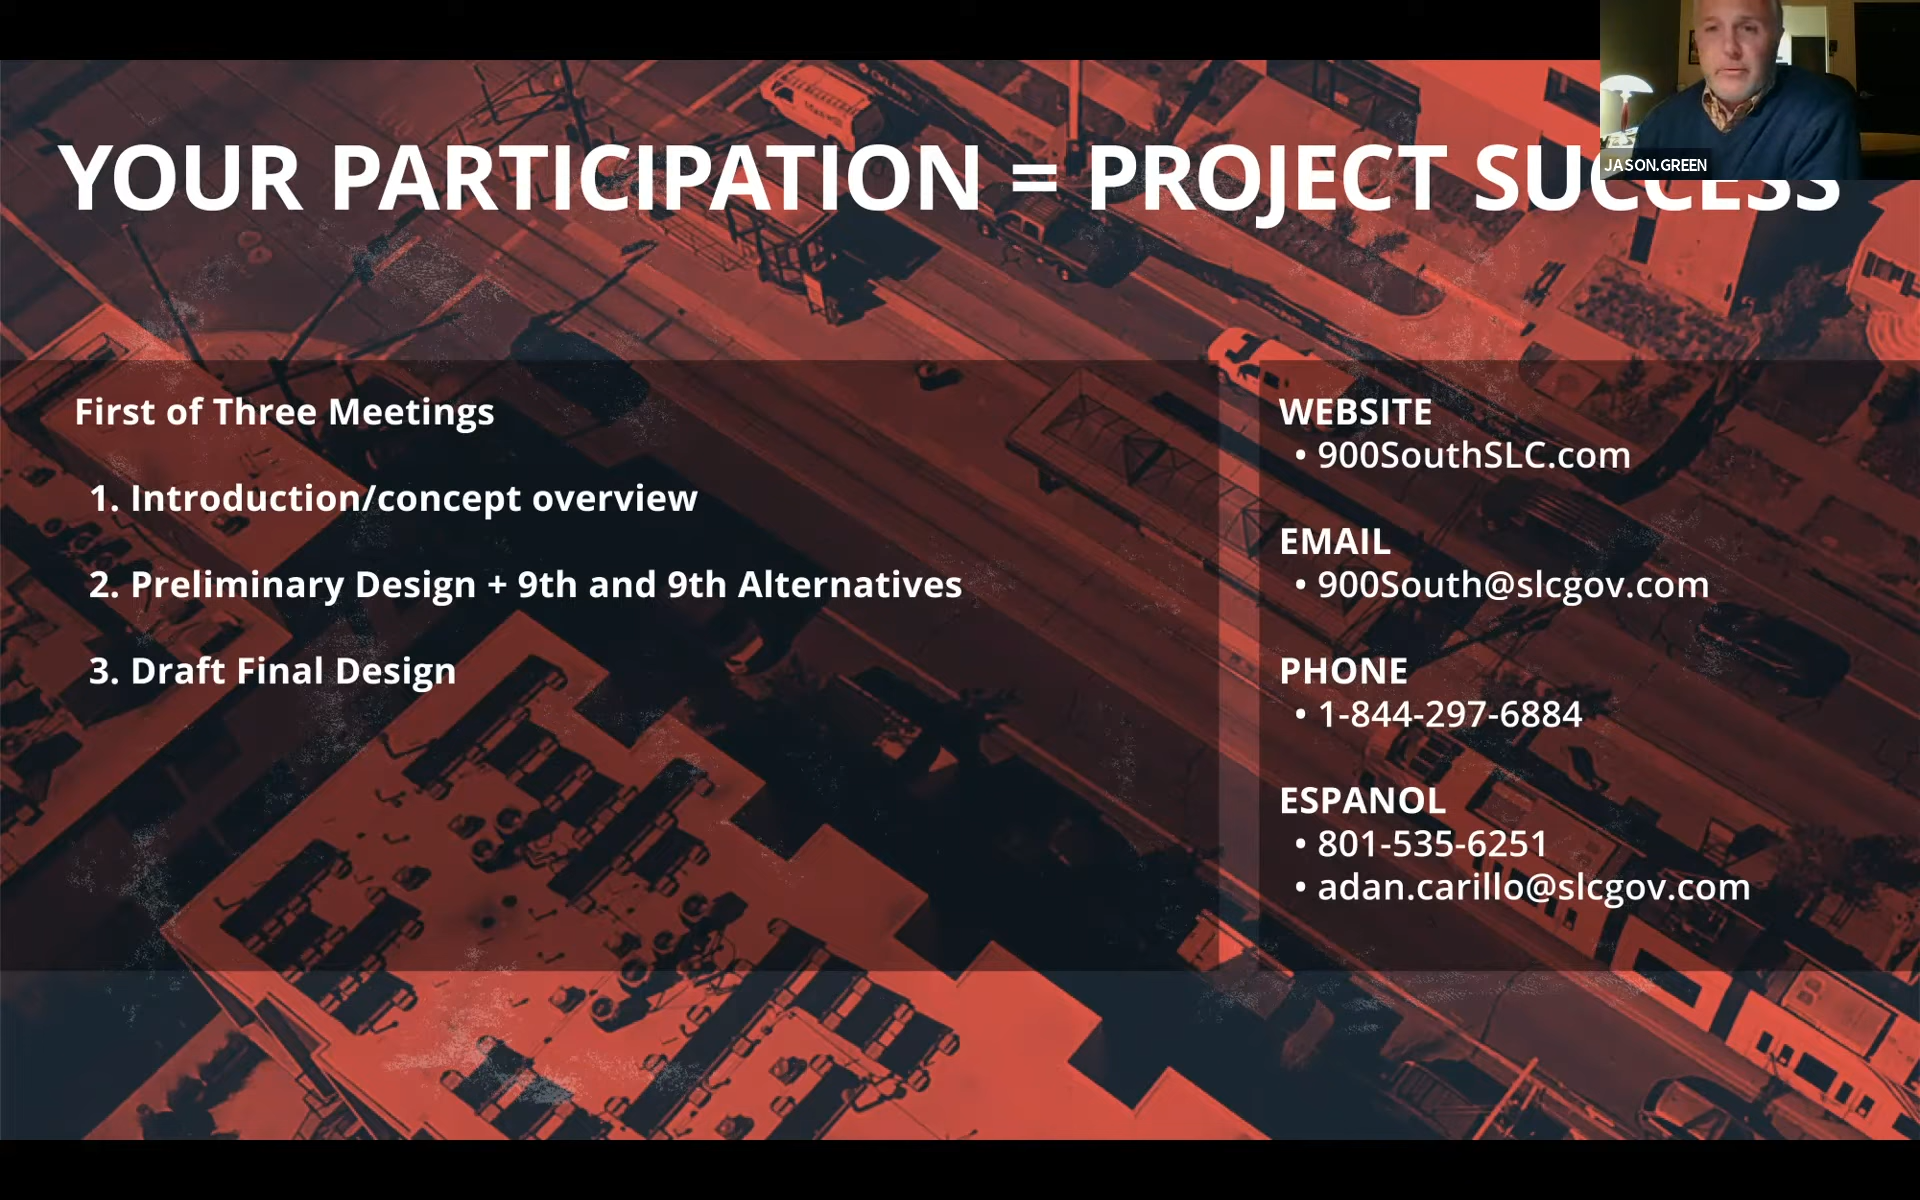 YOUR PARTICIPATION = PROJECT SUCCESS
JASON.GREEN
First of Three Meetings
1. Introduction/concept overview
2. Preliminary Design + 9th and 9th Alternatives
3. Draft Final Design
WEBSITE
• 900SouthSLC.com
EMAIL
• 900South@slcgov.com
PHONE
• 1-844-297-6884
ESPANOL
• 801-535-6251
• adan.carillo@slcgov.com